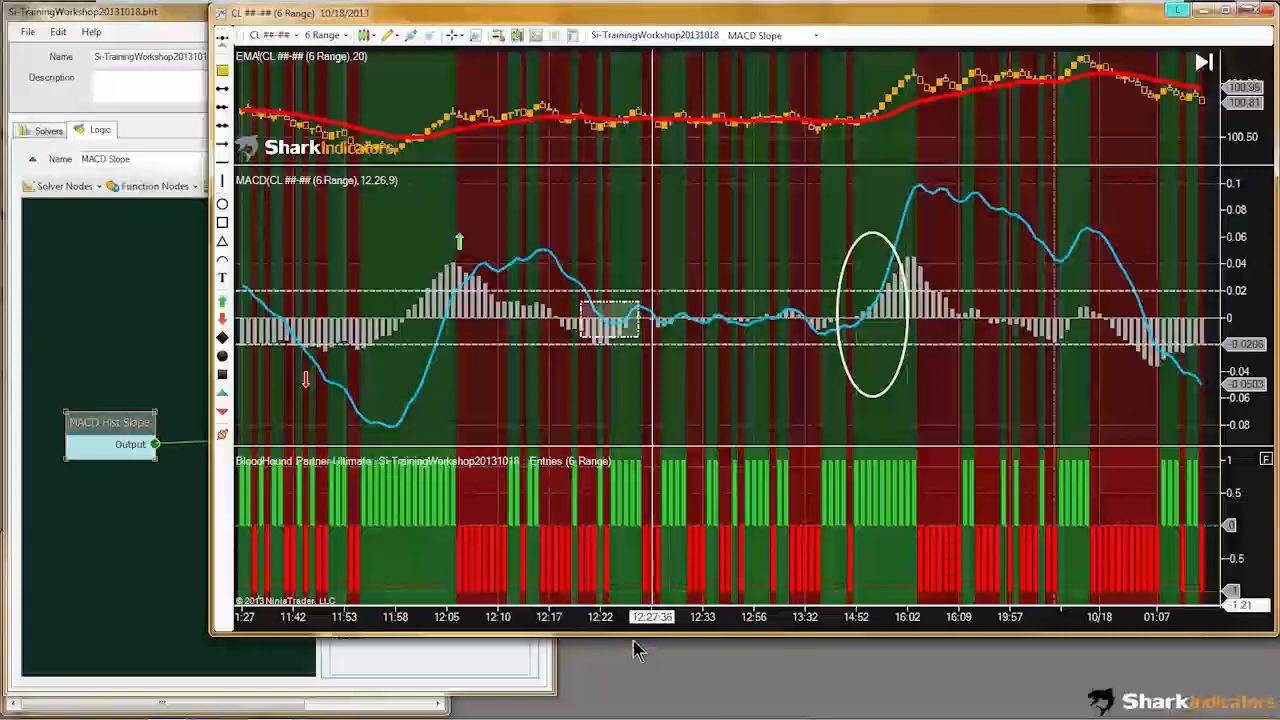 Si-TrainingWorkshop20131018.bht
File Edit Help
Name Si-TrainingWorkshop2013101
Description
Solvers Logic
Name MACD Slope
Solver Nodes Function Nodes
MACD Hist Slope
Output
CL ##-## (6 Range) 10/18/2013
CL ##-## 6 Range Si-TrainingWorkshop20131018 MACD Slope
EMA(CL ##-## (6 Range),20)
100.95
100.81
100.50
SharkIndicators
MACD(CL ##-## (6 Range),12,26,9)
0.1
0.08
0.06
0.04
0.02
0
-0.0206
-0.04
-0.0503
-0.06
-0.08
BloodHound Partner Ultimate Si-TrainingWorkshop20131018 : Entries (6 Range)
F
1
0.5
0
-0.5
-1
-1.21
© 2013 NinjaTrader, LLC
1:27 11:42 11:53 11:58 12:05 12:10 12:17 12:22 12:27:36 12:33 12:56 13:32 14:52 16:02 16:09 19:57 10/18 01:07
T
L
SharkIndicators